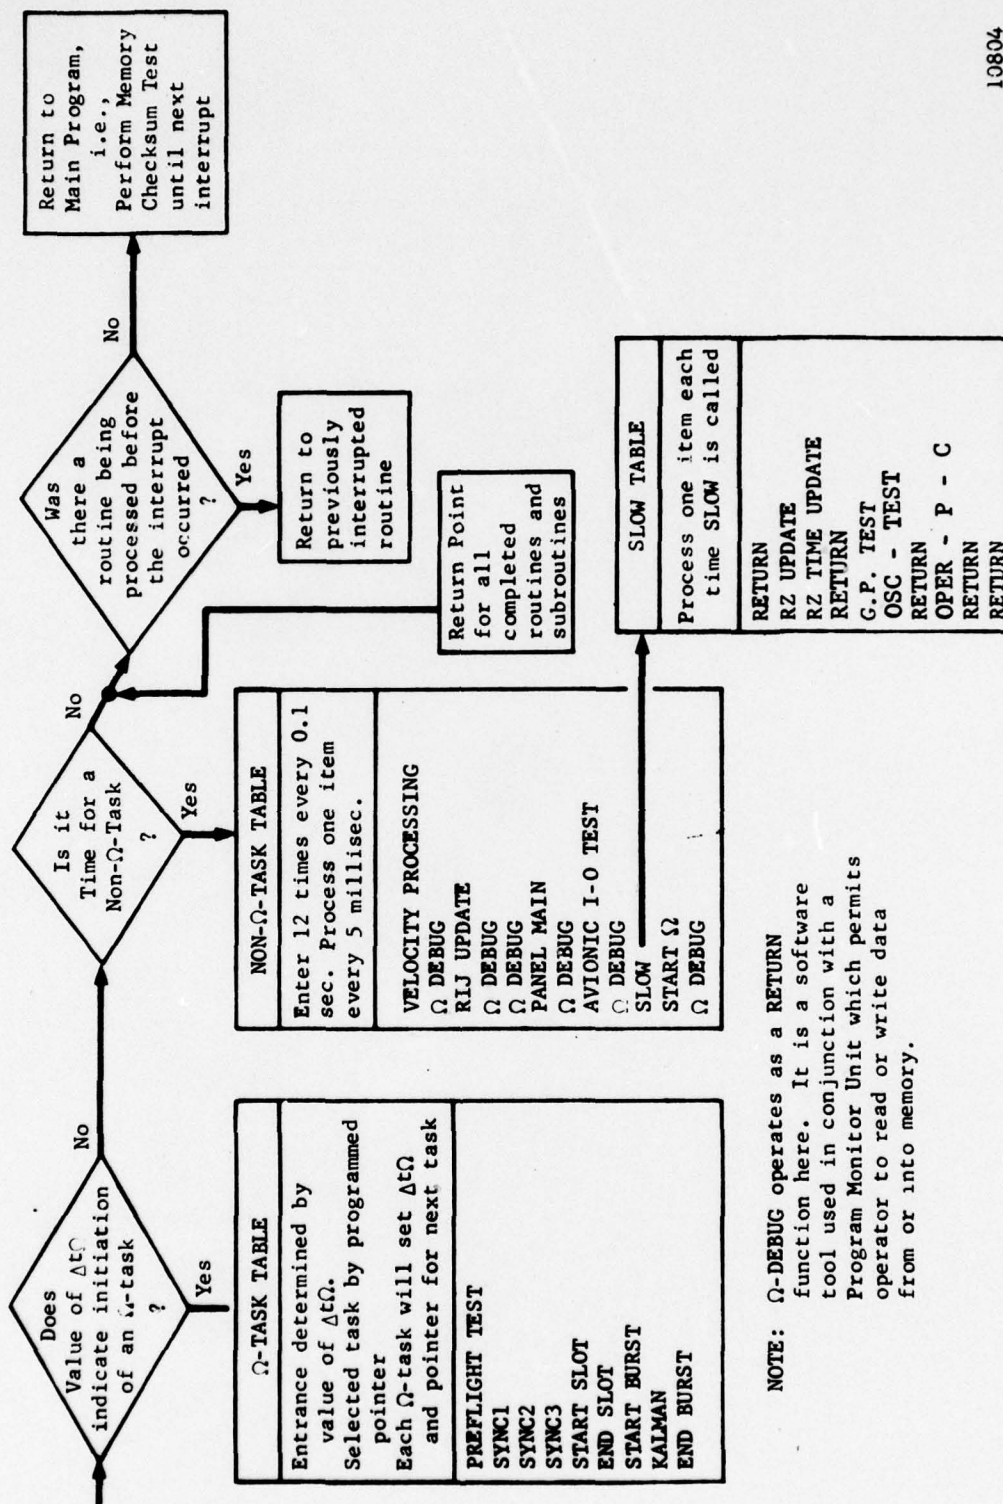 Does
Value of ΔtΩ
indicate initiation
of an Ω-task
?
No
Yes
Is it
Time for a
Non-Ω-Task
?
No
Yes
Was
there a
routine being
processed before
the interrupt
occurred
?
No
Yes
Return to
Main Program,
i.e.,
Perform Memory
Checksum Test
until next
interrupt
Return to
previously
interrupted
routine
Return Point
for all
completed
routines and
subroutines
Ω-TASK TABLE
Entrance determined by
value of ΔtΩ.
Selected task by programmed
pointer
Each Ω-task will set ΔtΩ
and pointer for next task
PREFLIGHT TEST
SYNC1
SYNC2
SYNC3
START SLOT
END SLOT
START BURST
KALMAN
END BURST
NON-Ω-TASK TABLE
Enter 12 times every 0.1
sec. Process one item
every 5 millisec.
VELOCITY PROCESSING
Ω DEBUG
RIJ UPDATE
Ω DEBUG
Ω DEBUG
PANEL MAIN
Ω DEBUG
AVIONIC I-O TEST
Ω DEBUG
SLOW
START Ω
Ω DEBUG
SLOW TABLE
Process one item each
time SLOW is called
RETURN
RZ UPDATE
RZ TIME UPDATE
RETURN
G.P. TEST
OSC - TEST
RETURN
OPER - P - C
RETURN
RETURN
NOTE: Ω-DEBUG operates as a RETURN
function here. It is a software
tool used in conjunction with a
Program Monitor Unit which permits
operator to read or write data
from or into memory.
10804